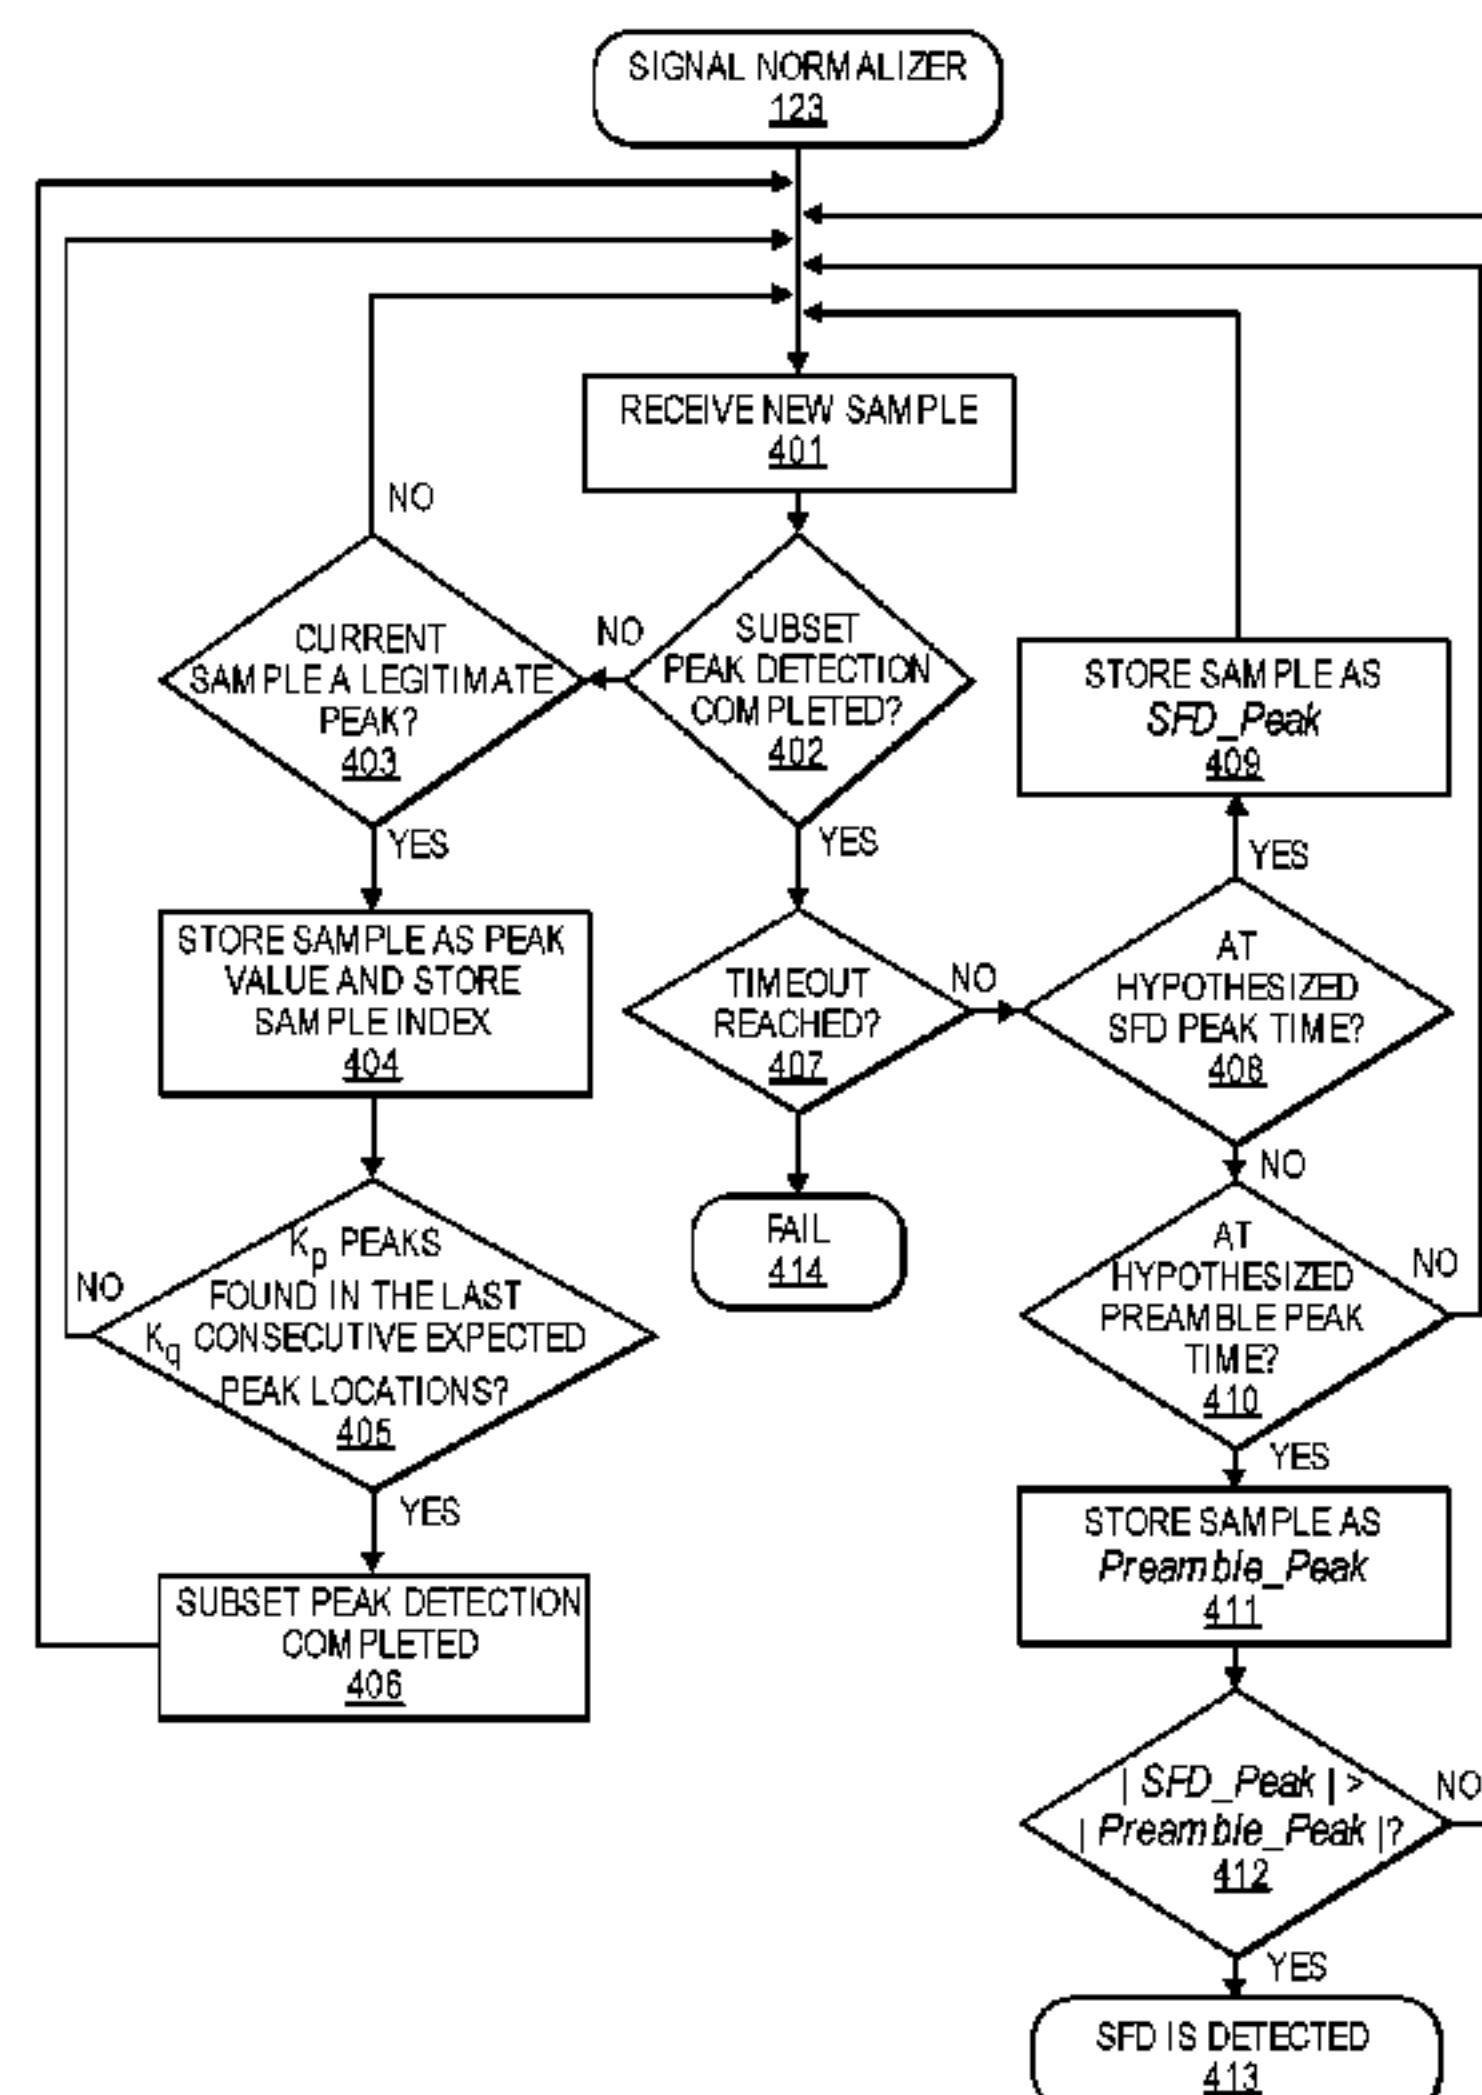 SIGNAL NORMALIZER
123
RECEIVE NEW SAMPLE
401
NO
CURRENT
SAMPLE A LEGITIMATE
PEAK?
403
NO
SUBSET
PEAK DETECTION
COMPLETED?
402
STORE SAMPLE AS
SFD_Peak
409
YES
YES
YES
STORE SAMPLE AS PEAK
VALUE AND STORE
SAMPLE INDEX
404
TIMEOUT
REACHED?
407
NO
AT
HYPOTHESIZED
SFD PEAK TIME?
408
NO
FAIL
414
Kp PEAKS
FOUND IN THE LAST
Kq CONSECUTIVE EXPECTED
PEAK LOCATIONS?
405
NO
AT
HYPOTHESIZED
PREAMBLE PEAK
TIME?
410
NO
YES
YES
SUBSET PEAK DETECTION
COMPLETED
406
STORE SAMPLE AS
Preamble_Peak
411
| SFD_Peak | >
| Preamble_Peak |?
412
NO
YES
SFD IS DETECTED
413